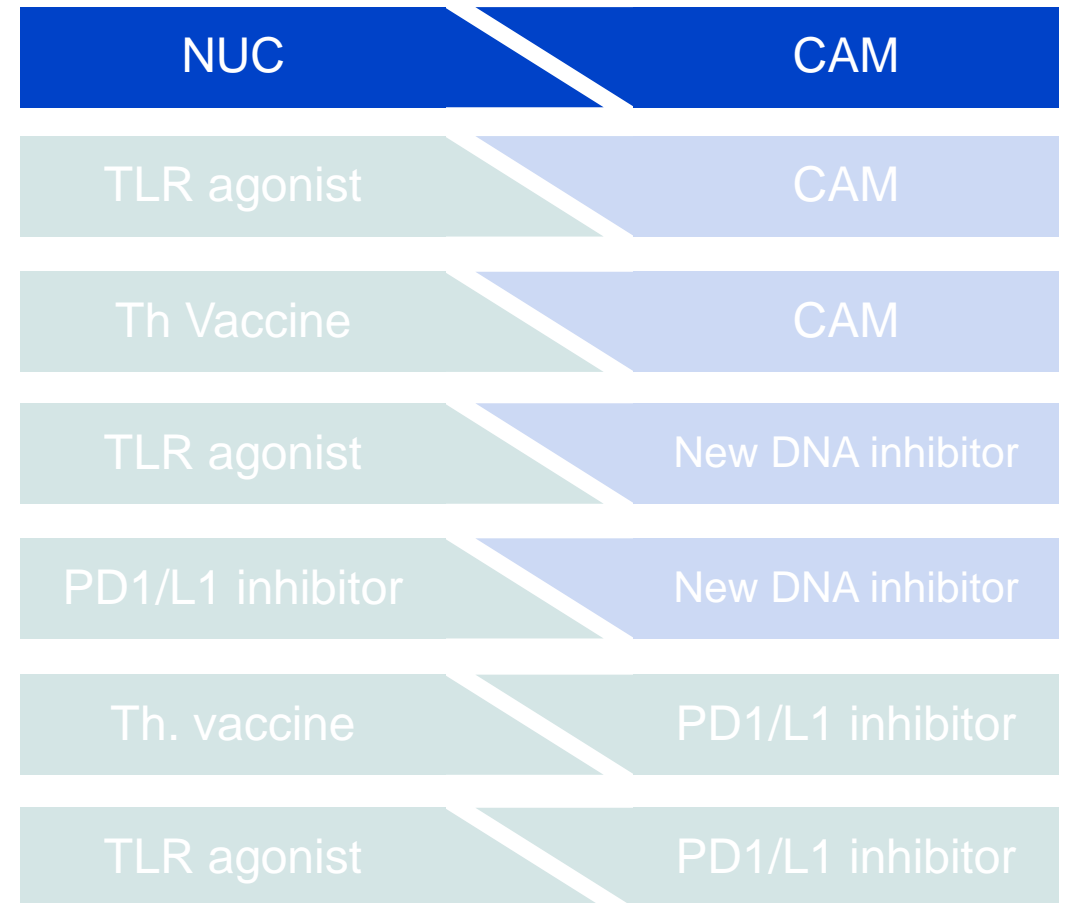 NUC
CAM
TLR agonist
CAM
Th Vaccine
CAM
TLR agonist
New DNA inhibitor
PD1/L1 inhibitor
New DNA inhibitor
Th. vaccine
PD1/L1 inhibitor
TLR agonist
PD1/L1 inhibitor